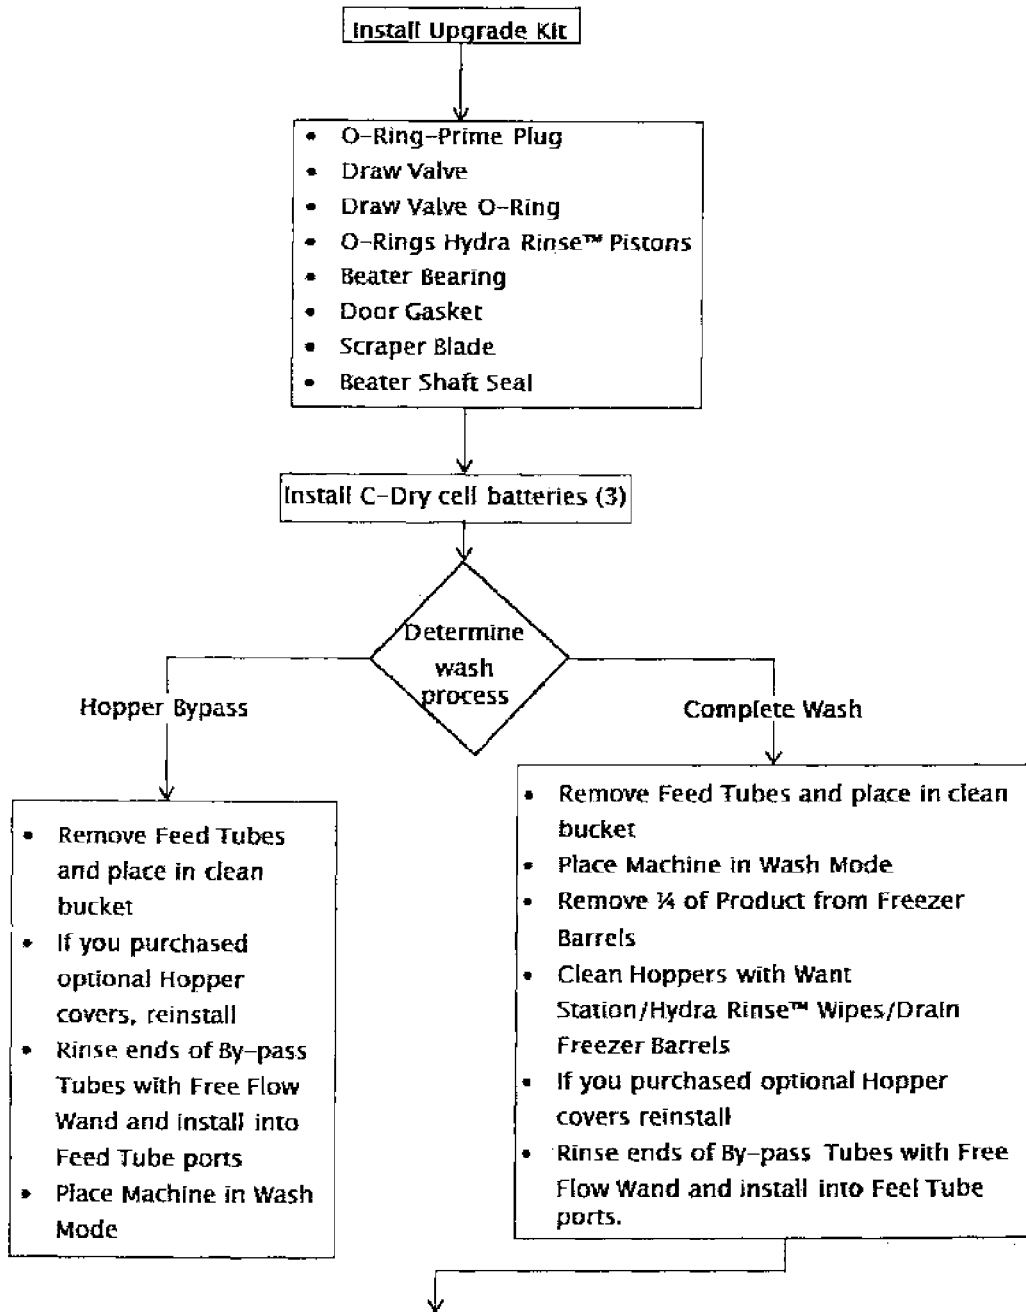 Install Upgrade Kit
• O-Ring-Prime Plug
• Draw Valve
• Draw Valve O-Ring
• O-Rings Hydra Rinse™ Pistons
• Beater Bearing
• Door Gasket
• Scraper Blade
• Beater Shaft Seal
Install C-Dry cell batteries (3)
Determine
wash
process
Hopper Bypass
Complete Wash
• Remove Feed Tubes
and place in clean
bucket
• If you purchased
optional Hopper
covers, reinstall
• Rinse ends of By-pass
Tubes with Free Flow
Wand and install into
Feed Tube ports
• Place Machine in Wash
Mode
• Remove Feed Tubes and place in clean
bucket
• Place Machine in Wash Mode
• Remove ¼ of Product from Freezer
Barrels
• Clean Hoppers with Want
Station/Hydra Rinse™ Wipes/Drain
Freezer Barrels
• If you purchased optional Hopper
covers reinstall
• Rinse ends of By-pass Tubes with Free
Flow Wand and install into Feel Tube
ports.